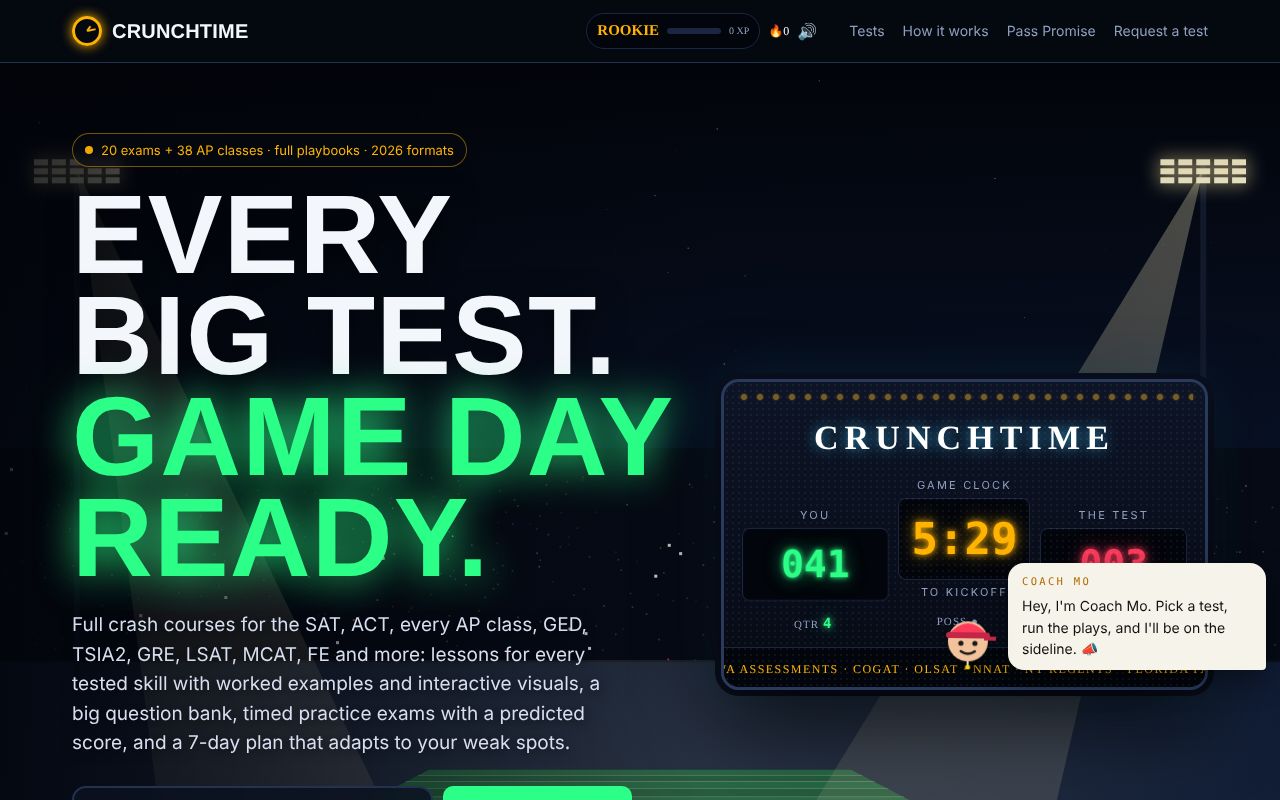 CRUNCHTIME
ROOKIE 0 XP 🔥0 🔊 Tests How it works Pass Promise Request a test
20 exams + 38 AP classes · full playbooks · 2026 formats
EVERY
BIG TEST.
GAME DAY
READY.
Full crash courses for the SAT, ACT, every AP class, GED,
TSIA2, GRE, LSAT, MCAT, FE and more: lessons for every
tested skill with worked examples and interactive visuals, a
big question bank, timed practice exams with a predicted
score, and a 7-day plan that adapts to your weak spots.
CRUNCHTIME
GAME CLOCK
YOU
THE TEST
041
5:29
003
TO KICKOFF
QTR 4
POSS
ASSESSMENTS · COGAT · OLSAT · NNAT
COACH MO
Hey, I'm Coach Mo. Pick a test,
run the plays, and I'll be on the
sideline. 📣